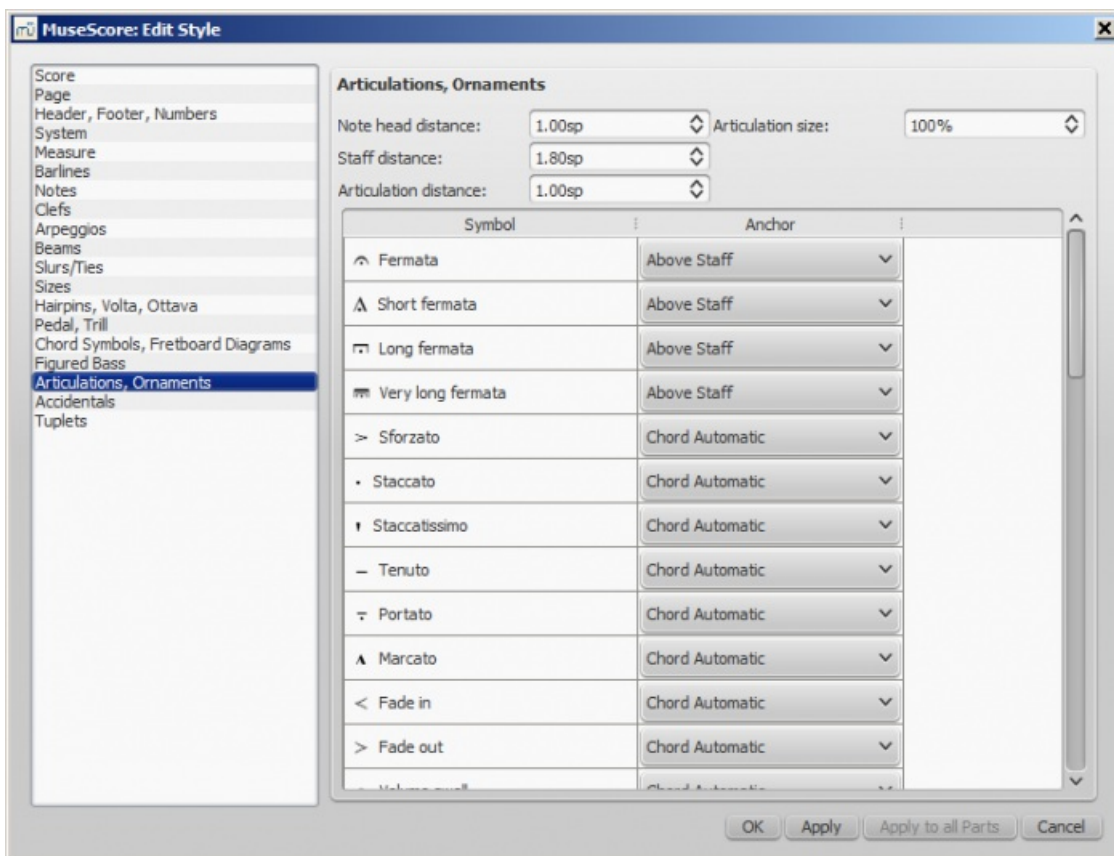 MuseScore: Edit Style
Score
Page
Header, Footer, Numbers
System
Measure
Barlines
Notes
Clefs
Arpeggios
Beams
Slurs/Ties
Sizes
Hairpins, Volta, Ottava
Pedal, Trill
Chord Symbols, Fretboard Diagrams
Figured Bass
Articulations, Ornaments
Accidentals
Tuplets
Articulations, Ornaments
Note head distance: 1.00sp Articulation size: 100%
Staff distance: 1.80sp
Articulation distance: 1.00sp
Symbol Anchor
Fermata Above Staff
Short fermata Above Staff
Long fermata Above Staff
Very long fermata Above Staff
Sforzato Chord Automatic
Staccato Chord Automatic
Staccatissimo Chord Automatic
Tenuto Chord Automatic
Portato Chord Automatic
Marcato Chord Automatic
Fade in Chord Automatic
Fade out Chord Automatic
Volume swell Chord Automatic
OK Apply Apply to all Parts Cancel